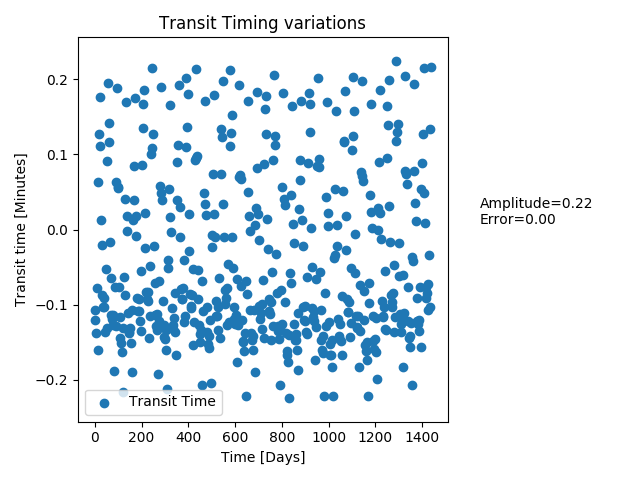 Transit Timing variations
Transit time [Minutes]
0.2
0.1
0.0
−0.1
−0.2
Transit Time
0 200 400 600 800 1000 1200 1400
Time [Days]
Amplitude=0.22
Error=0.00